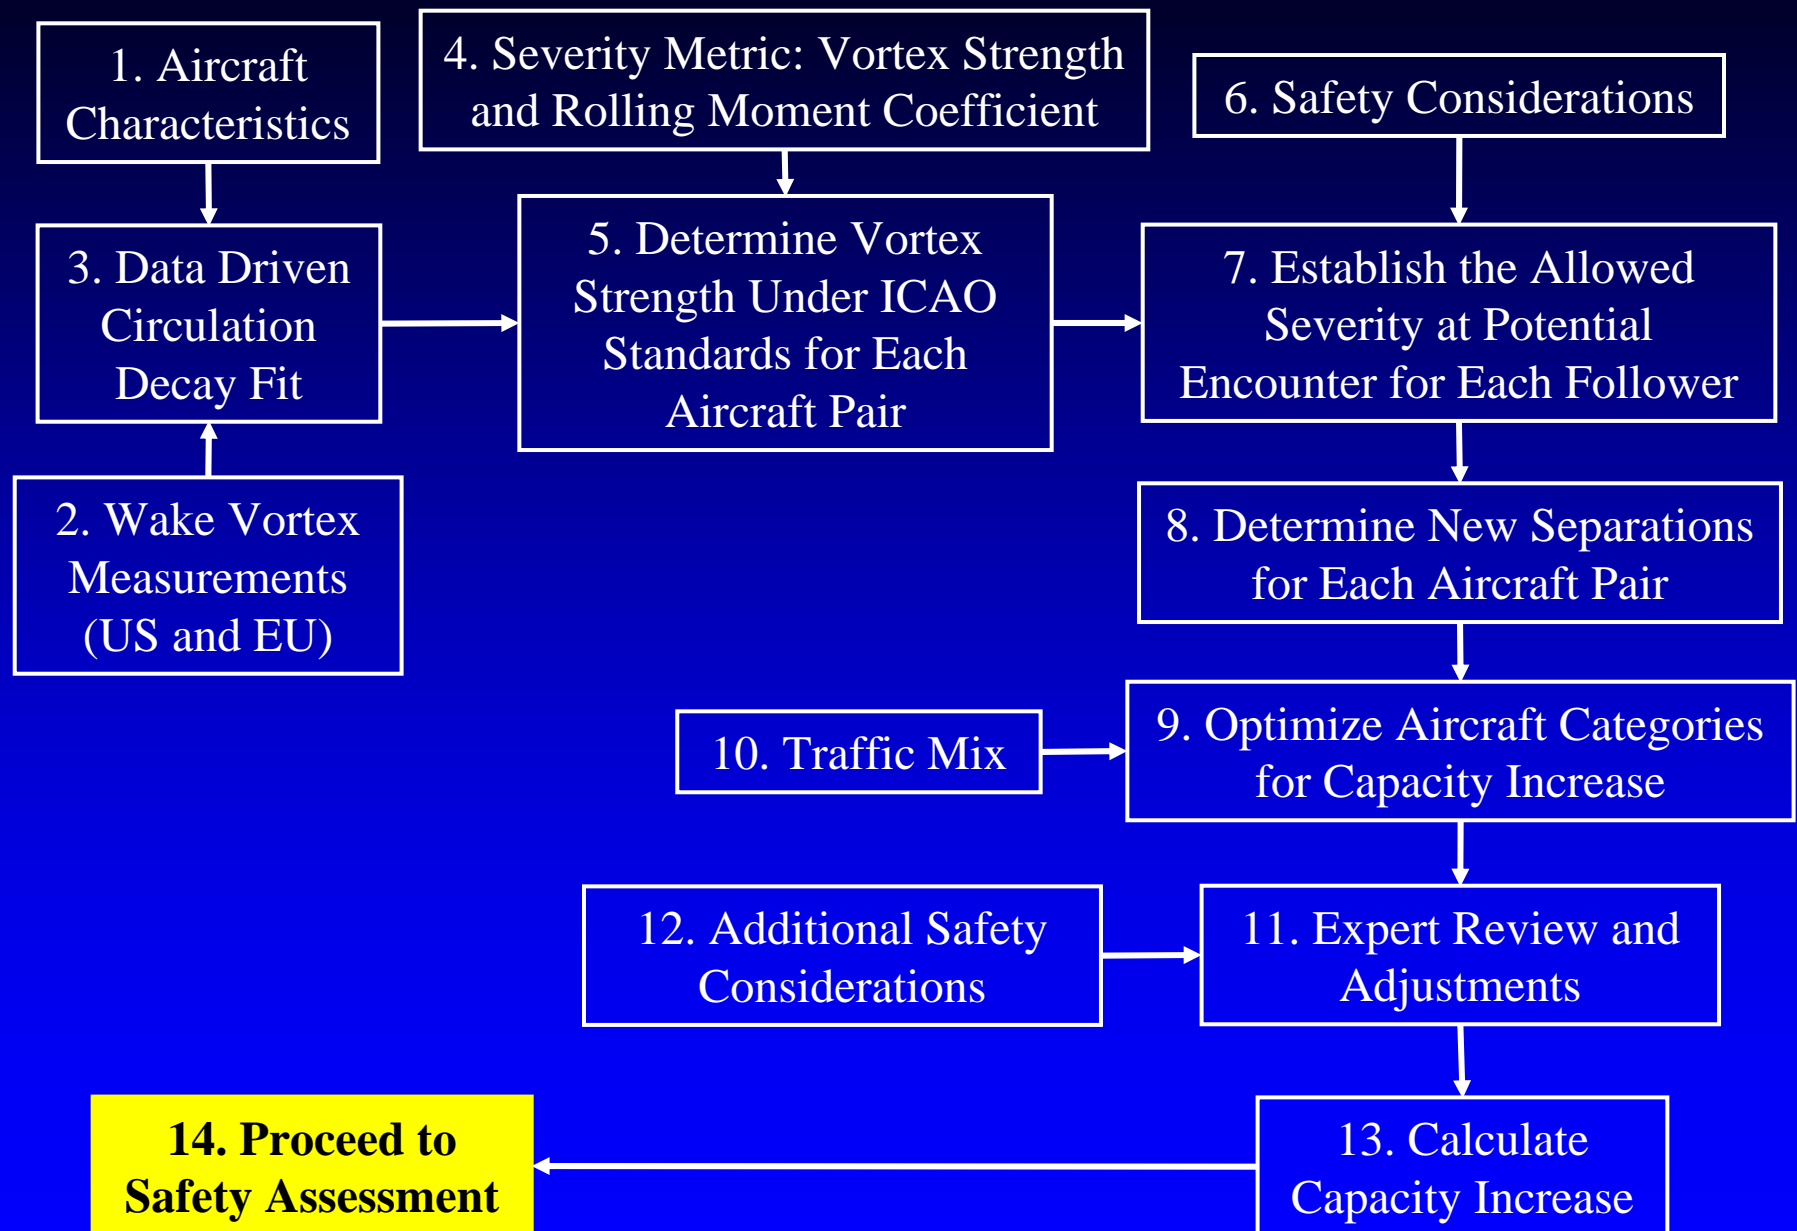 1. Aircraft
Characteristics
4. Severity Metric: Vortex Strength
and Rolling Moment Coefficient
6. Safety Considerations
3. Data Driven
Circulation
Decay Fit
5. Determine Vortex
Strength Under ICAO
Standards for Each
Aircraft Pair
7. Establish the Allowed
Severity at Potential
Encounter for Each Follower
2. Wake Vortex
Measurements
(US and EU)
8. Determine New Separations
for Each Aircraft Pair
10. Traffic Mix
9. Optimize Aircraft Categories
for Capacity Increase
12. Additional Safety
Considerations
11. Expert Review and
Adjustments
14. Proceed to
Safety Assessment
13. Calculate
Capacity Increase